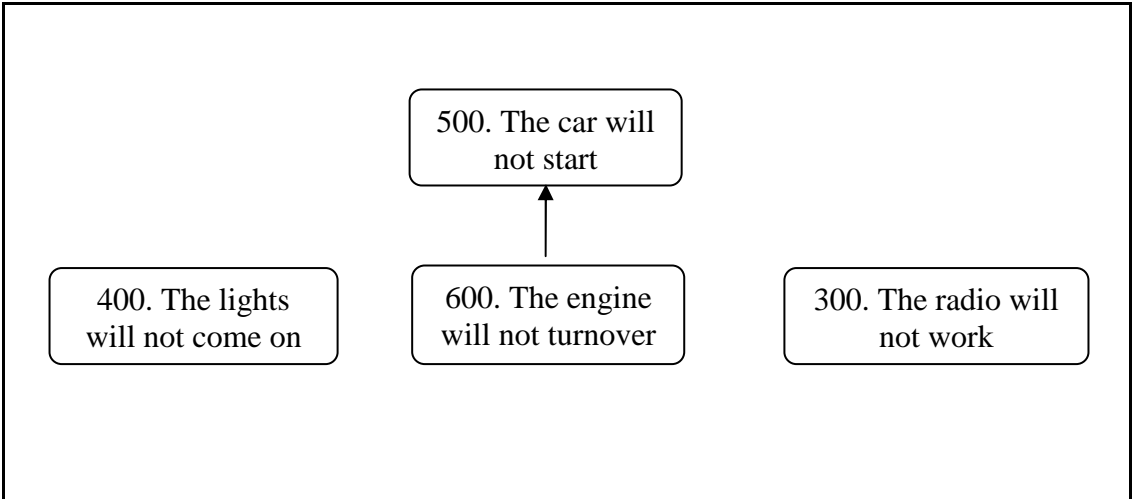 500. The car will
not start
400. The lights
will not come on
600. The engine
will not turnover
300. The radio will
not work